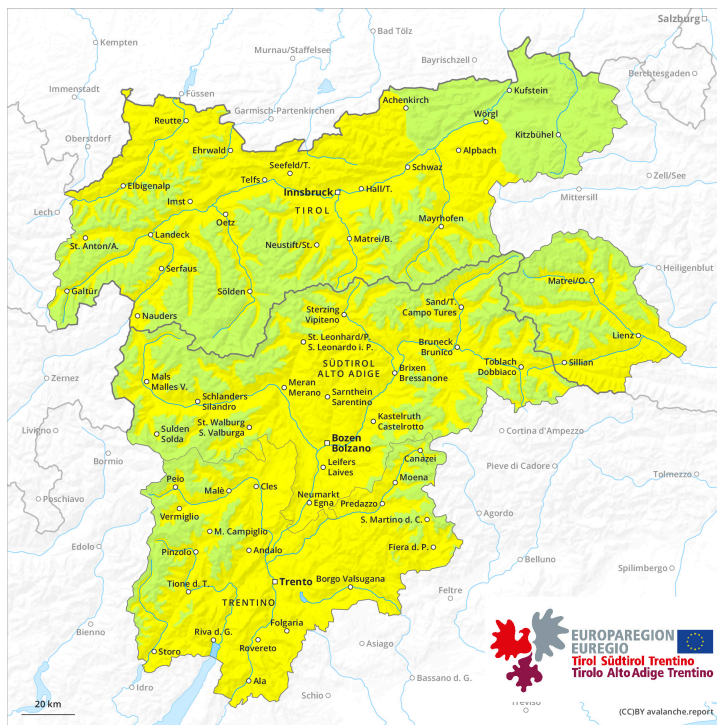 Salzburg
Bad Tölz
Kempten
Murnau/Staffelsee
Bayrischzell
Berchtesgaden
Immenstadt
Füssen
Garmisch-Partenkirchen
Achenkirch
Kufstein
Reutte
Wörgl
Kitzbühel
Oberstdorf
Ehrwald
Alpbach
Seefeld/T.
Schwaz
Zell/See
Telfs
Elbigenalp
Innsbruck
Hall/T.
Mittersill
Imst
TIROL
Lech
Oetz
Mayrhofen
Landeck
St. Anton/A.
Neustift/St.
Matrei/B.
Serfaus
Heiligenblut
Galtür
Sölden
Matrei/O.
Nauders
Sand/T.
Campo Tures
Sterzing
Vipiteno
Lienz
St. Leonhard/P.
S. Leonardo i. P.
Bruneck
Brunico
Sillian
SÜDTIROL
ALTO ADIGE
Toblach
Dobbiaco
Brixen
Bressanone
Zernez
Mals
Malles V.
Meran
Merano
Schlanders
Silandro
Sarnthein
Sarentino
St. Walburg
S. Valburga
Kastelruth
Castelrotto
Livigno
Sulden
Solda
Bozen
Bolzano
Cortina d'Ampezzo
Bormio
Canazei
Leifers
Laives
Pieve di Cadore
Peio
Moena
Tolmezzo
Malè
Cles
Neumarkt
Egna
Predazzo
Poschiavo
Vermiglio
Agordo
S. Martino d. C.
M. Campiglio
Edolo
Pinzolo
Andalo
Fiera d. P.
Belluno
Spilimbergo
Tione d. T.
Trento
Borgo Valsugana
Feltre
TRENTINO
Bienno
Folgaria
Riva d. G.
Rovereto
Storo
Asiago
Ala
Bassano d. G.
Idro
Schio
Treviso
EUROPAREGION
EUREGIO
Tirol Südtirol Trentino
Tirolo Alto Adige Trentino
20 km
(CC)BY avalanche.report